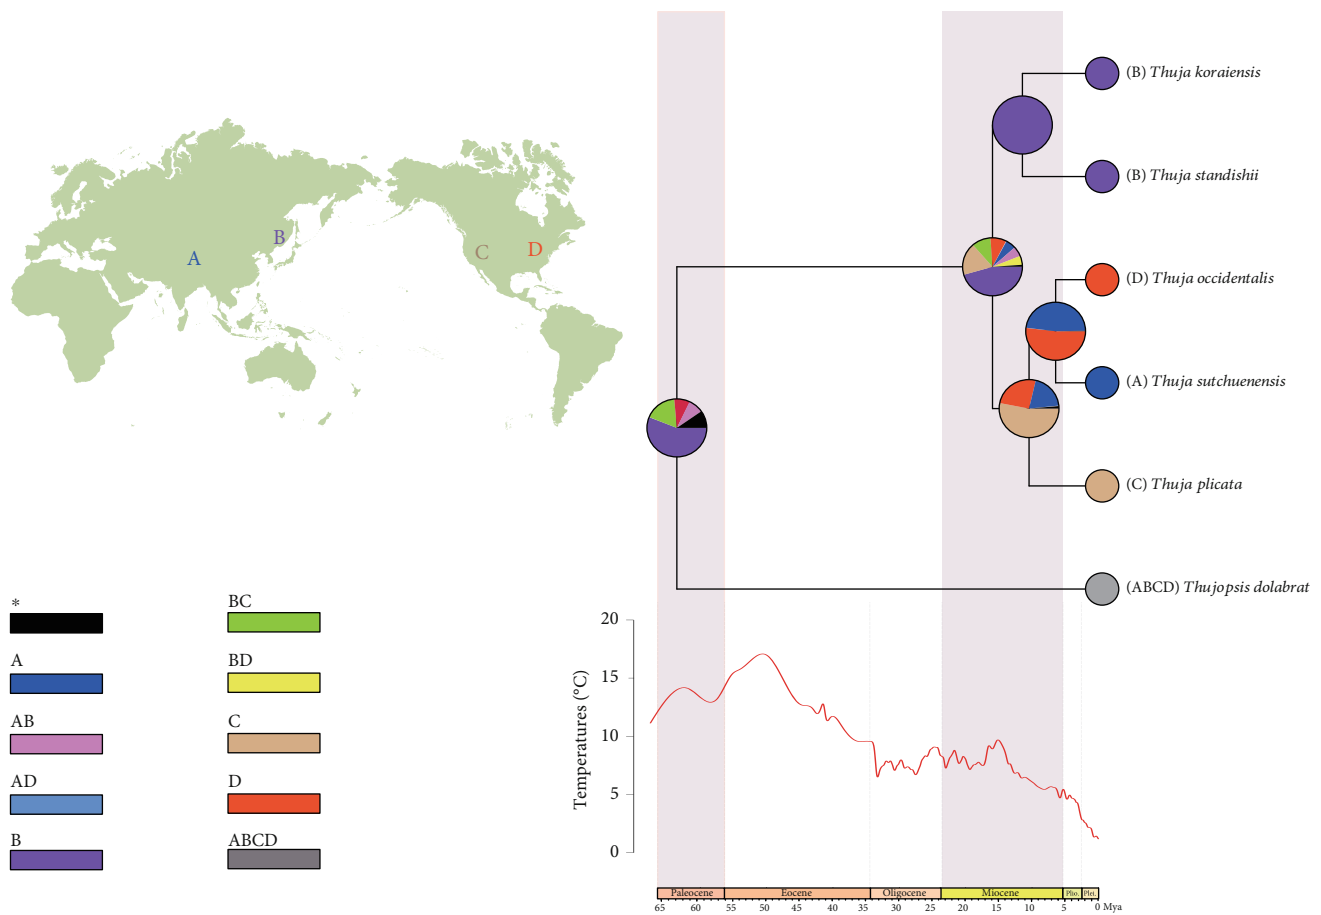 A
B
C
D
(B) Thuja koraiensis
(B) Thuja standishii
(D) Thuja occidentalis
(A) Thuja sutchuenensis
(C) Thuja plicata
(ABCD) Thujopsis dolabrat
*
A
AB
AD
B
BC
BD
C
D
ABCD
Temperatures (°C)
20
15
10
5
0
Paleocene Eocene Oligocene Miocene Plio. Plei.
65 60 55 50 45 40 35 30 25 20 15 10 5 0 Mya